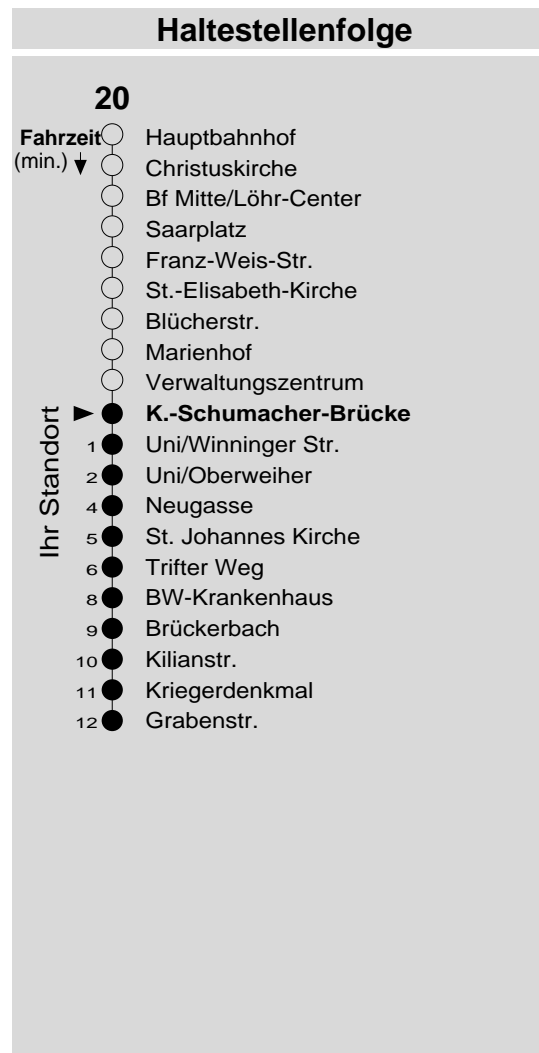 Haltestellenfolge
20
Fahrzeit
(min.)
Hauptbahnhof
Christuskirche
Bf Mitte/Löhr-Center
Saarplatz
Franz-Weis-Str.
St.-Elisabeth-Kirche
Blücherstr.
Marienhof
Verwaltungszentrum
Ihr Standort
K.-Schumacher-Brücke
1 Uni/Winninger Str.
2 Uni/Oberweiher
4 Neugasse
5 St. Johannes Kirche
6 Trifter Weg
8 BW-Krankenhaus
9 Brückerbach
10 Kilianstr.
11 Kriegerdenkmal
12 Grabenstr.